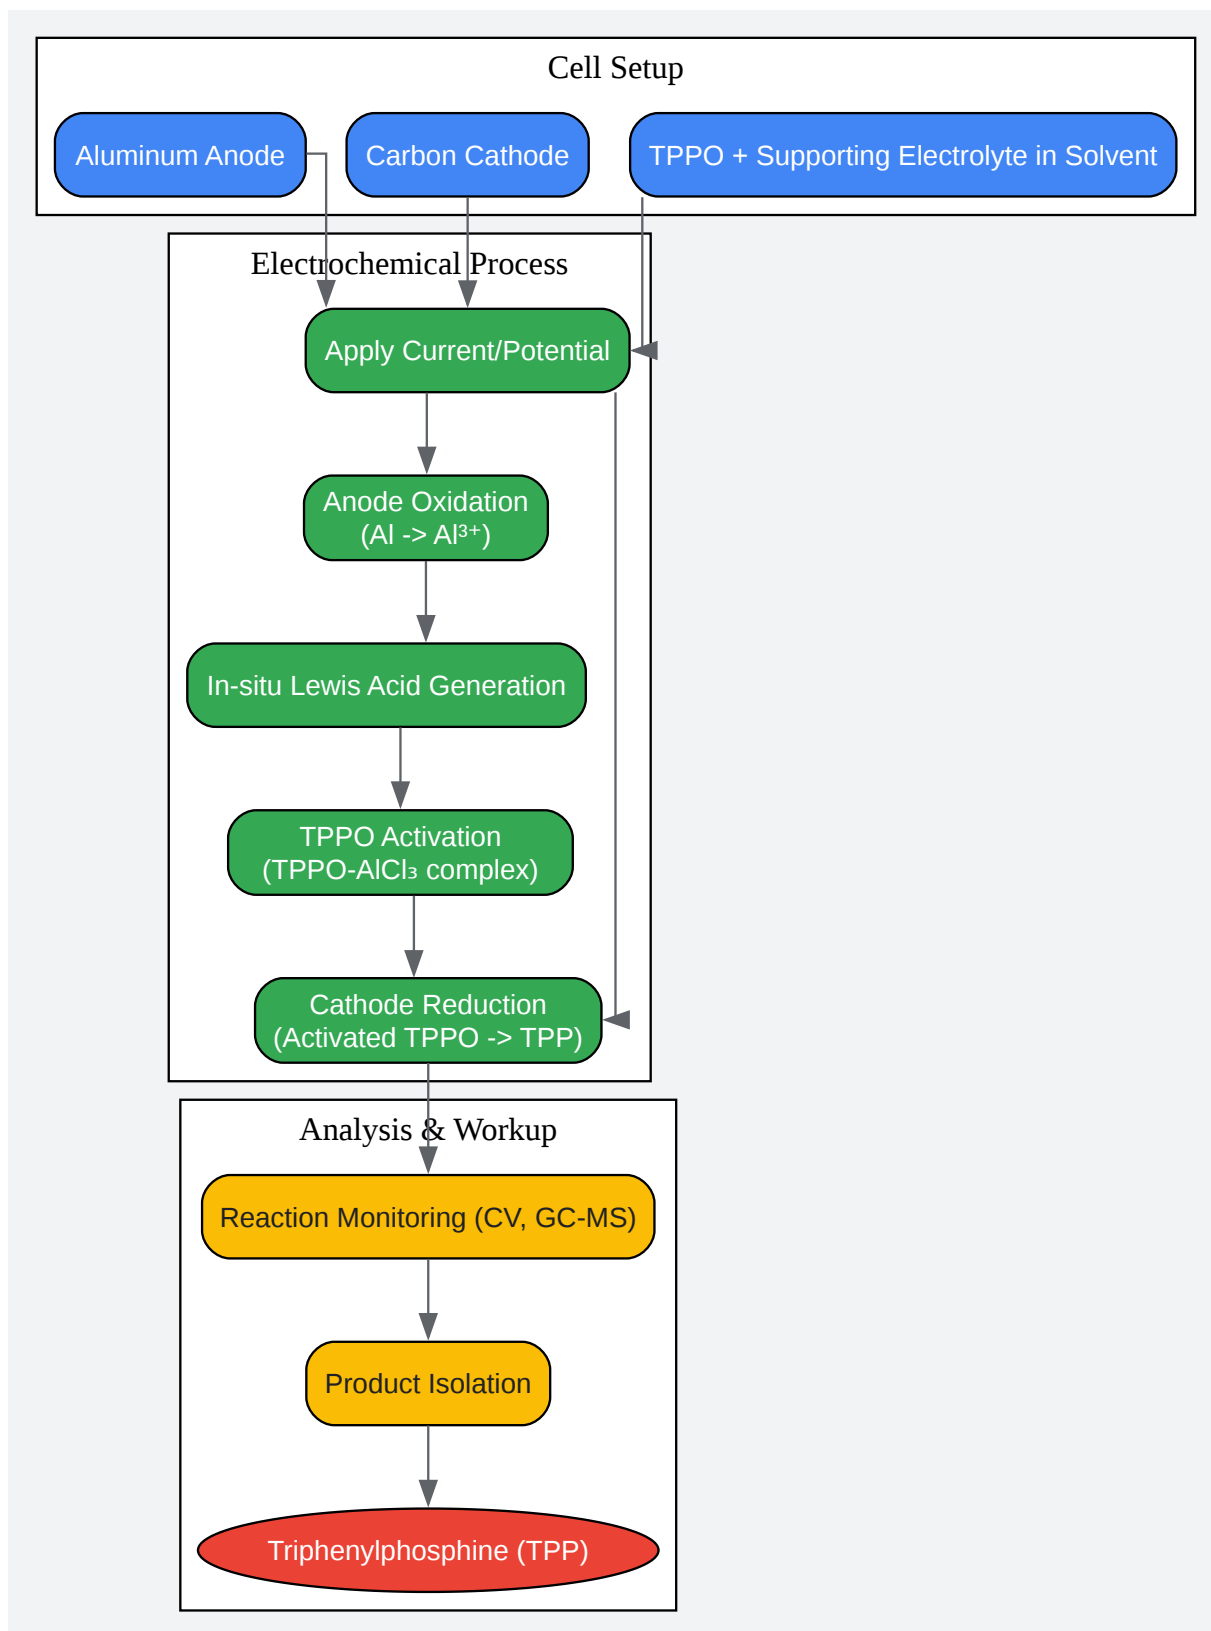 Cell Setup
Aluminum Anode
Carbon Cathode
TPPO + Supporting Electrolyte in Solvent
Electrochemical Process
Apply Current/Potential
Anode Oxidation
(Al -> Al³⁺)
In-situ Lewis Acid Generation
TPPO Activation
(TPPO-AlCl₃ complex)
Cathode Reduction
(Activated TPPO -> TPP)
Analysis & Workup
Reaction Monitoring (CV, GC-MS)
Product Isolation
Triphenylphosphine (TPP)